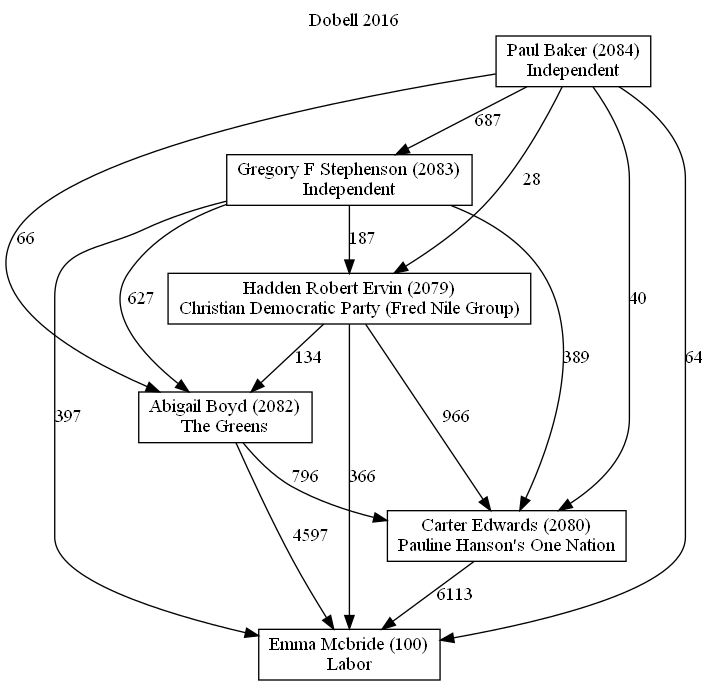 Dobell 2016
Paul Baker (2084)
Independent
687
Gregory F Stephenson (2083)
Independent
28
66
187
627
Hadden Robert Ervin (2079)
Christian Democratic Party (Fred Nile Group)
40
64
134
389
397
Abigail Boyd (2082)
The Greens
966
796
366
4597
Carter Edwards (2080)
Pauline Hanson's One Nation
6113
Emma Mcbride (100)
Labor